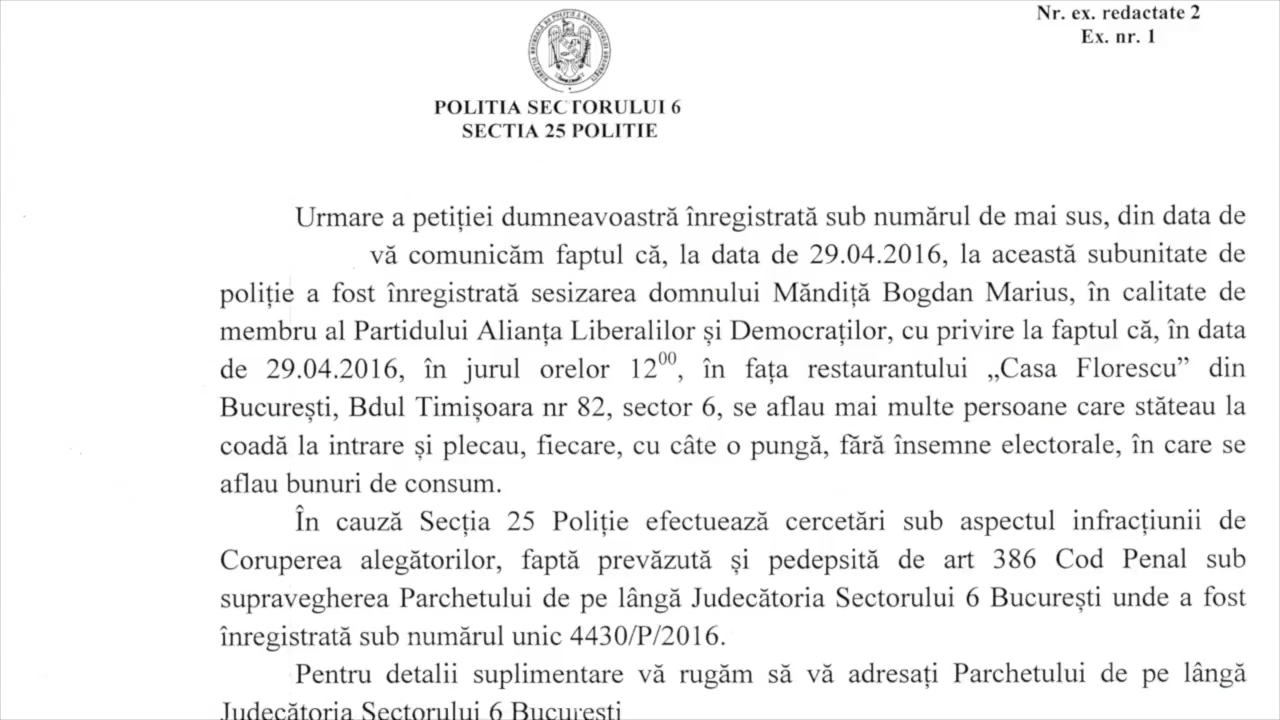 Nr. ex. redactate 2
Ex. nr. 1
POLITIA SECTORULUI 6
SECTIA 25 POLITIE
Urmare a petiției dumneavoastră înregistrată sub numărul de mai sus, din data de
vă comunicăm faptul că, la data de 29.04.2016, la această subunitate de
poliție a fost înregistrată sesizarea domnului Măndiță Bogdan Marius, în calitate de
membru al Partidului Alianța Liberalilor și Democraților, cu privire la faptul că, în data
de 29.04.2016, în jurul orelor 12⁰⁰, în fața restaurantului „Casa Florescu” din
București, Bdul Timișoara nr 82, sector 6, se aflau mai multe persoane care stăteau la
coadă la intrare și plecau, fiecare, cu câte o pungă, fără însemne electorale, în care se
aflau bunuri de consum.
În cauză Secția 25 Poliție efectuează cercetări sub aspectul infracțiunii de
Coruperea alegătorilor, faptă prevăzută și pedepsită de art 386 Cod Penal sub
supravegherea Parchetului de pe lângă Judecătoria Sectorului 6 București unde a fost
înregistrată sub numărul unic 4430/P/2016.
Pentru detalii suplimentare vă rugăm să vă adresați Parchetului de pe lângă
Judecătoria Sectorului 6 București